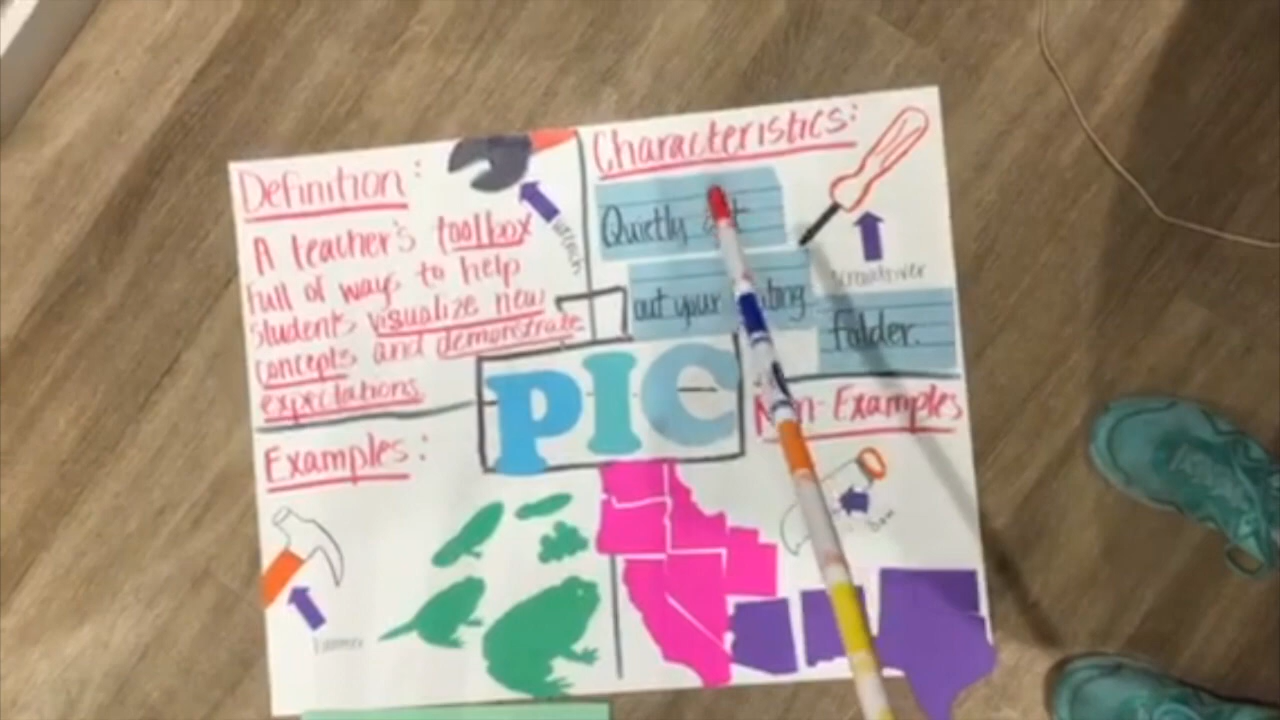 Definition:
A teacher's toolbox
full of ways to help
students visualize new
concepts and demonstrate
expectations
wrench
Characteristics:
Quietly
out your
folder.
screwdriver
PIC
Examples:
hammer
Non-Examples
Saw